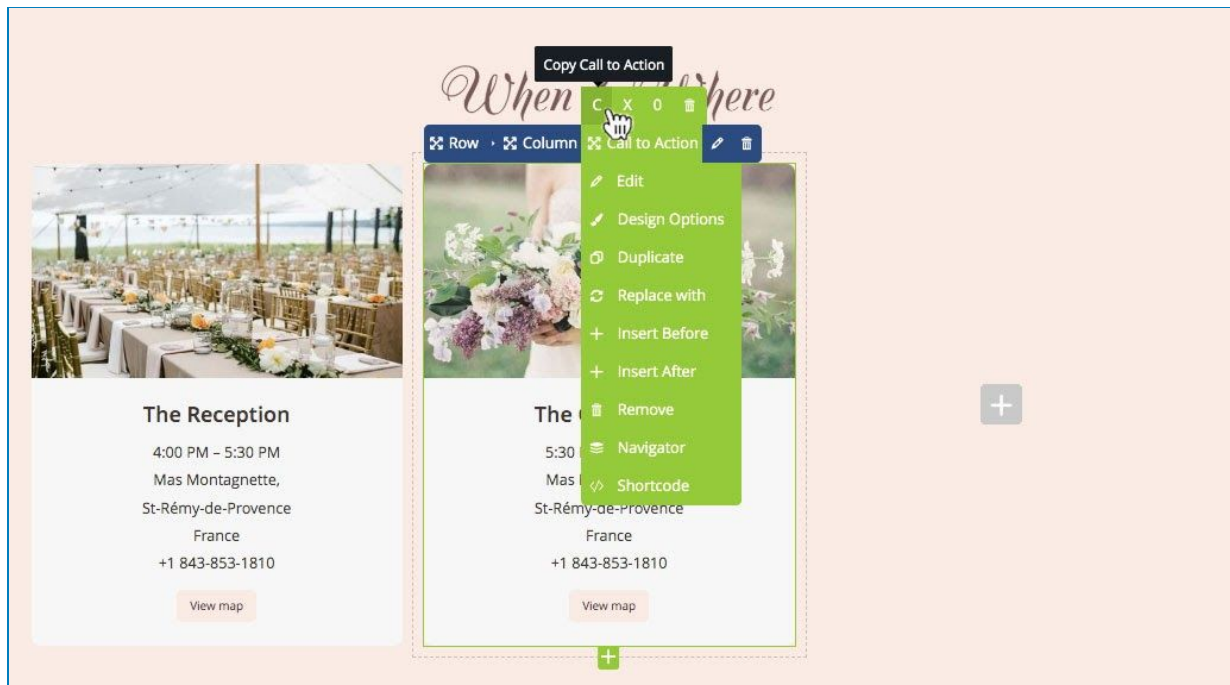 Copy Call to Action
When here
C X 0
Row Column Call to Action
Edit
Design Options
Duplicate
Replace with
Insert Before
Insert After
Remove
Navigator
Shortcode
The Reception
4:00 PM – 5:30 PM
Mas Montagnette,
St-Rémy-de-Provence
France
+1 843-853-1810
View map
The
5:30
Mas
St-Rémy-de-Provence
France
+1 843-853-1810
View map